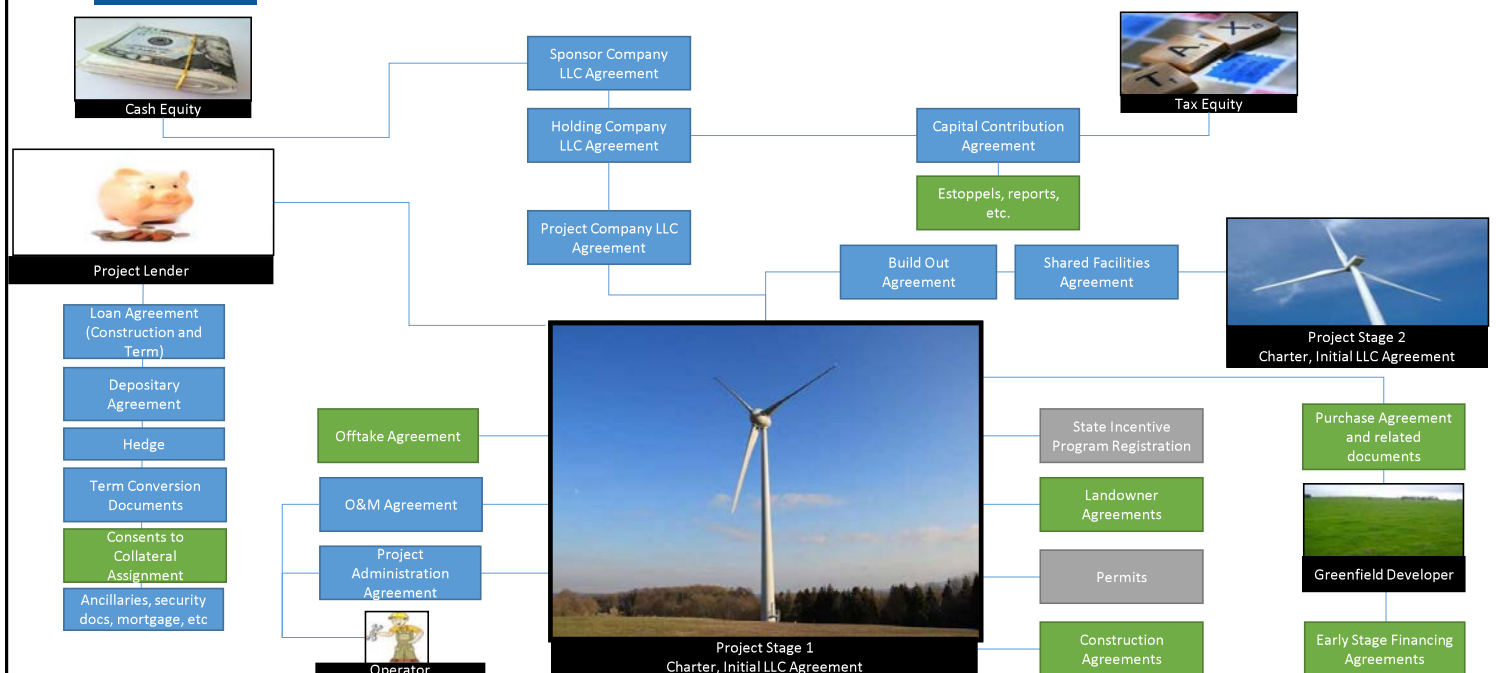 Cash Equity
Sponsor Company
LLC Agreement
TAX
Tax Equity
Holding Company
LLC Agreement
Capital Contribution
Agreement
Estoppels, reports,
etc.
Project Lender
Project Company LLC
Agreement
Build Out
Agreement
Shared Facilities
Agreement
Project Stage 2
Charter, Initial LLC Agreement
Loan Agreement
(Construction and
Term)
Depositary
Agreement
Hedge
Term Conversion
Documents
Consents to
Collateral
Assignment
Ancillaries, security
docs, mortgage, etc
Offtake Agreement
O&M Agreement
Project
Administration
Agreement
Operator
Project Stage 1
Charter, Initial LLC Agreement
State Incentive
Program Registration
Landowner
Agreements
Permits
Construction
Agreements
Purchase Agreement
and related
documents
Greenfield Developer
Early Stage Financing
Agreements